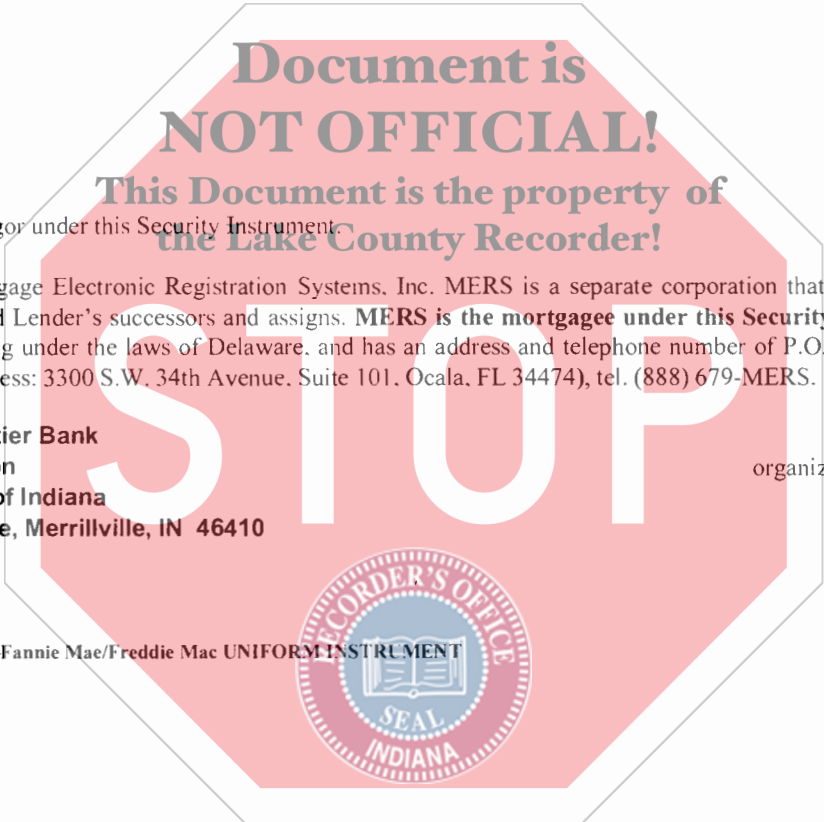 Document is
NOT OFFICIAL!
This Document is the property of
gor under this Security Instrument.
the Lake County Recorder!
gage Electronic Registration Systems, Inc. MERS is a separate corporation that
d Lender's successors and assigns. MERS is the mortgagee under this Security
g under the laws of Delaware, and has an address and telephone number of P.O.
ess: 3300 S.W. 34th Avenue, Suite 101, Ocala, FL 34474), tel. (888) 679-MERS.
STOP
ier Bank
n organiz
of Indiana
e, Merrillville, IN 46410
Fannie Mae/Freddie Mac UNIFORM INSTRUMENT
RECORDER'S OFFICE
SEAL
INDIANA